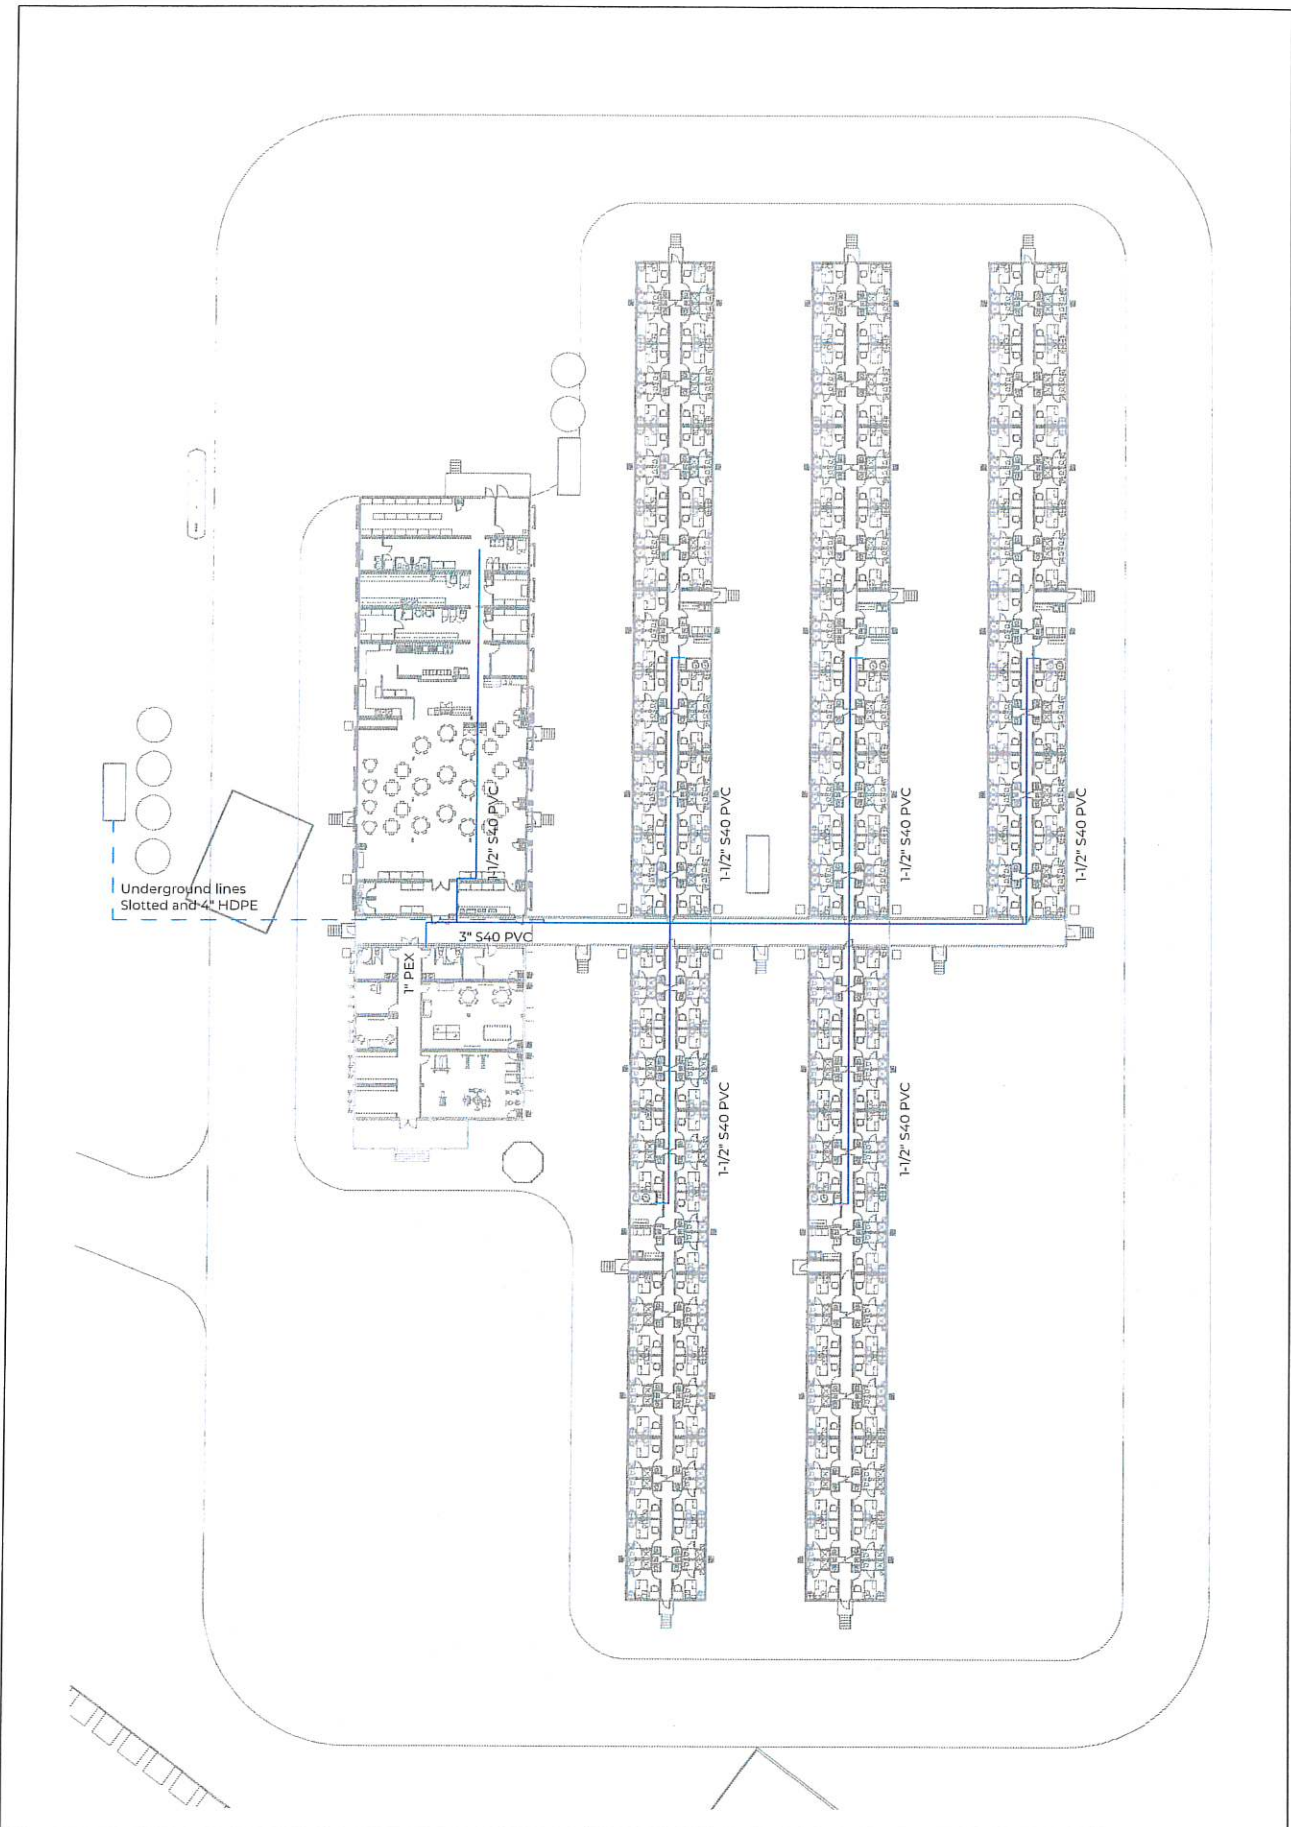 1-1/2" S40 PVC
1-1/2" S40 PVC
1-1/2" S40 PVC
1-1/2" S40 PVC
Underground lines
Slotted and 4" HDPE
3" S40 PVC
1" PEX
1-1/2" S40 PVC
1-1/2" S40 PVC